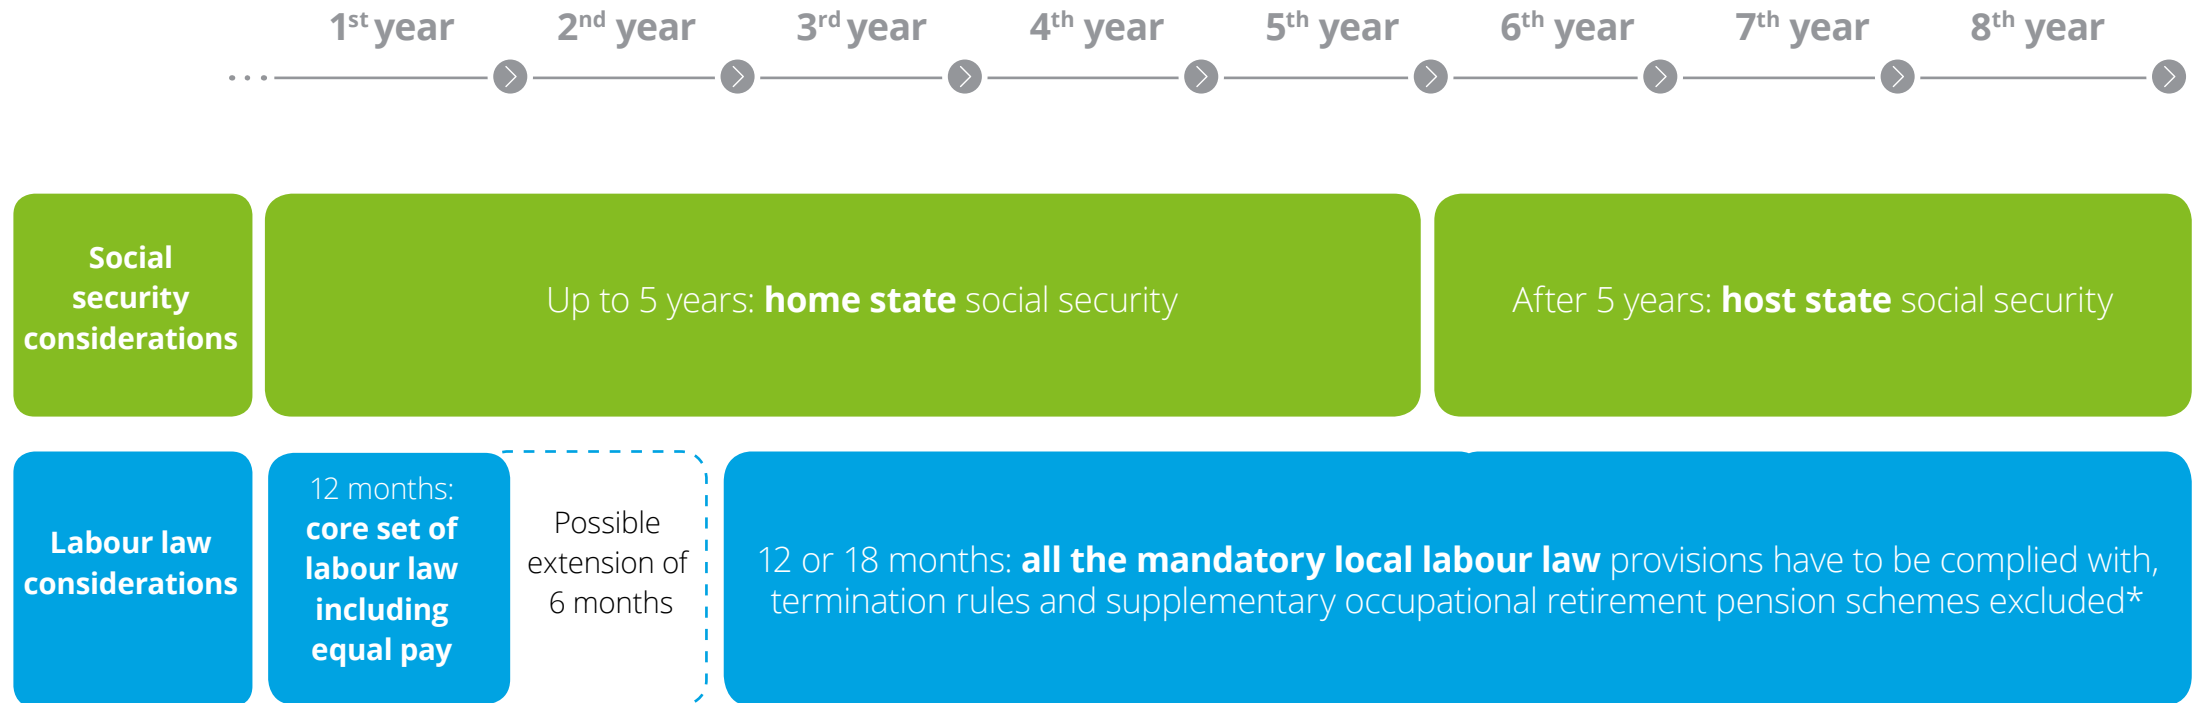 1st year 2nd year 3rd year 4th year 5th year 6th year 7th year 8th year
Social
security
considerations
Up to 5 years: home state social security
After 5 years: host state social security
Labour law
considerations
12 months:
core set of
labour law
including
equal pay
Possible
extension of
6 months
12 or 18 months: all the mandatory local labour law provisions have to be complied with,
termination rules and supplementary occupational retirement pension schemes excluded*